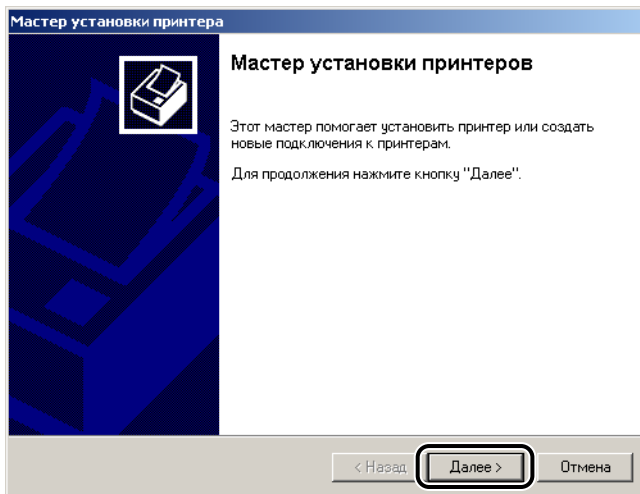 Мастер установки принтера
Мастер установки принтеров
Этот мастер помогает установить принтер или создать
новые подключения к принтерам.
Для продолжения нажмите кнопку "Далее".
< Назад
Далее >
Отмена